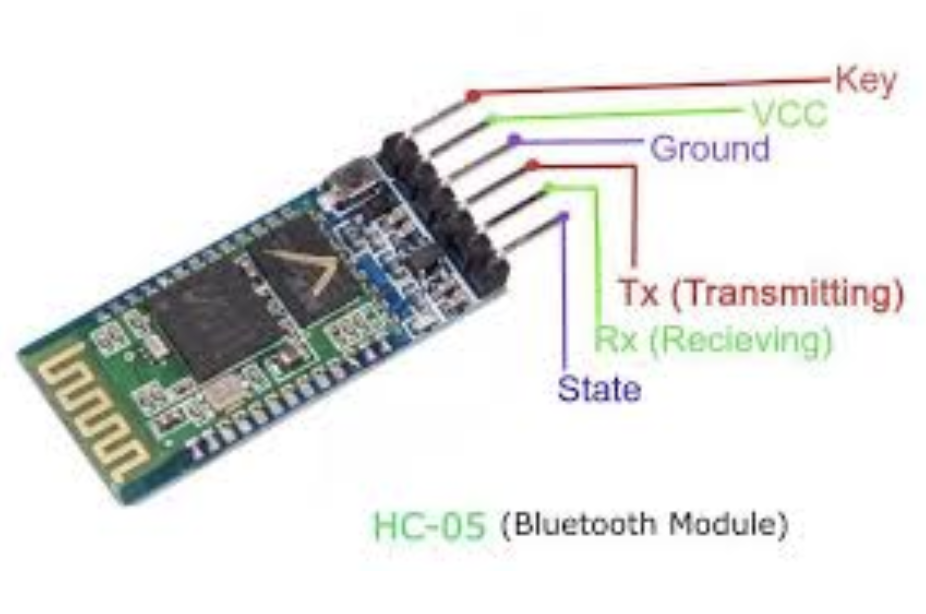 Key
VCC
Ground
Tx (Transmitting)
Rx (Recieving)
State
HC-05 (Bluetooth Module)